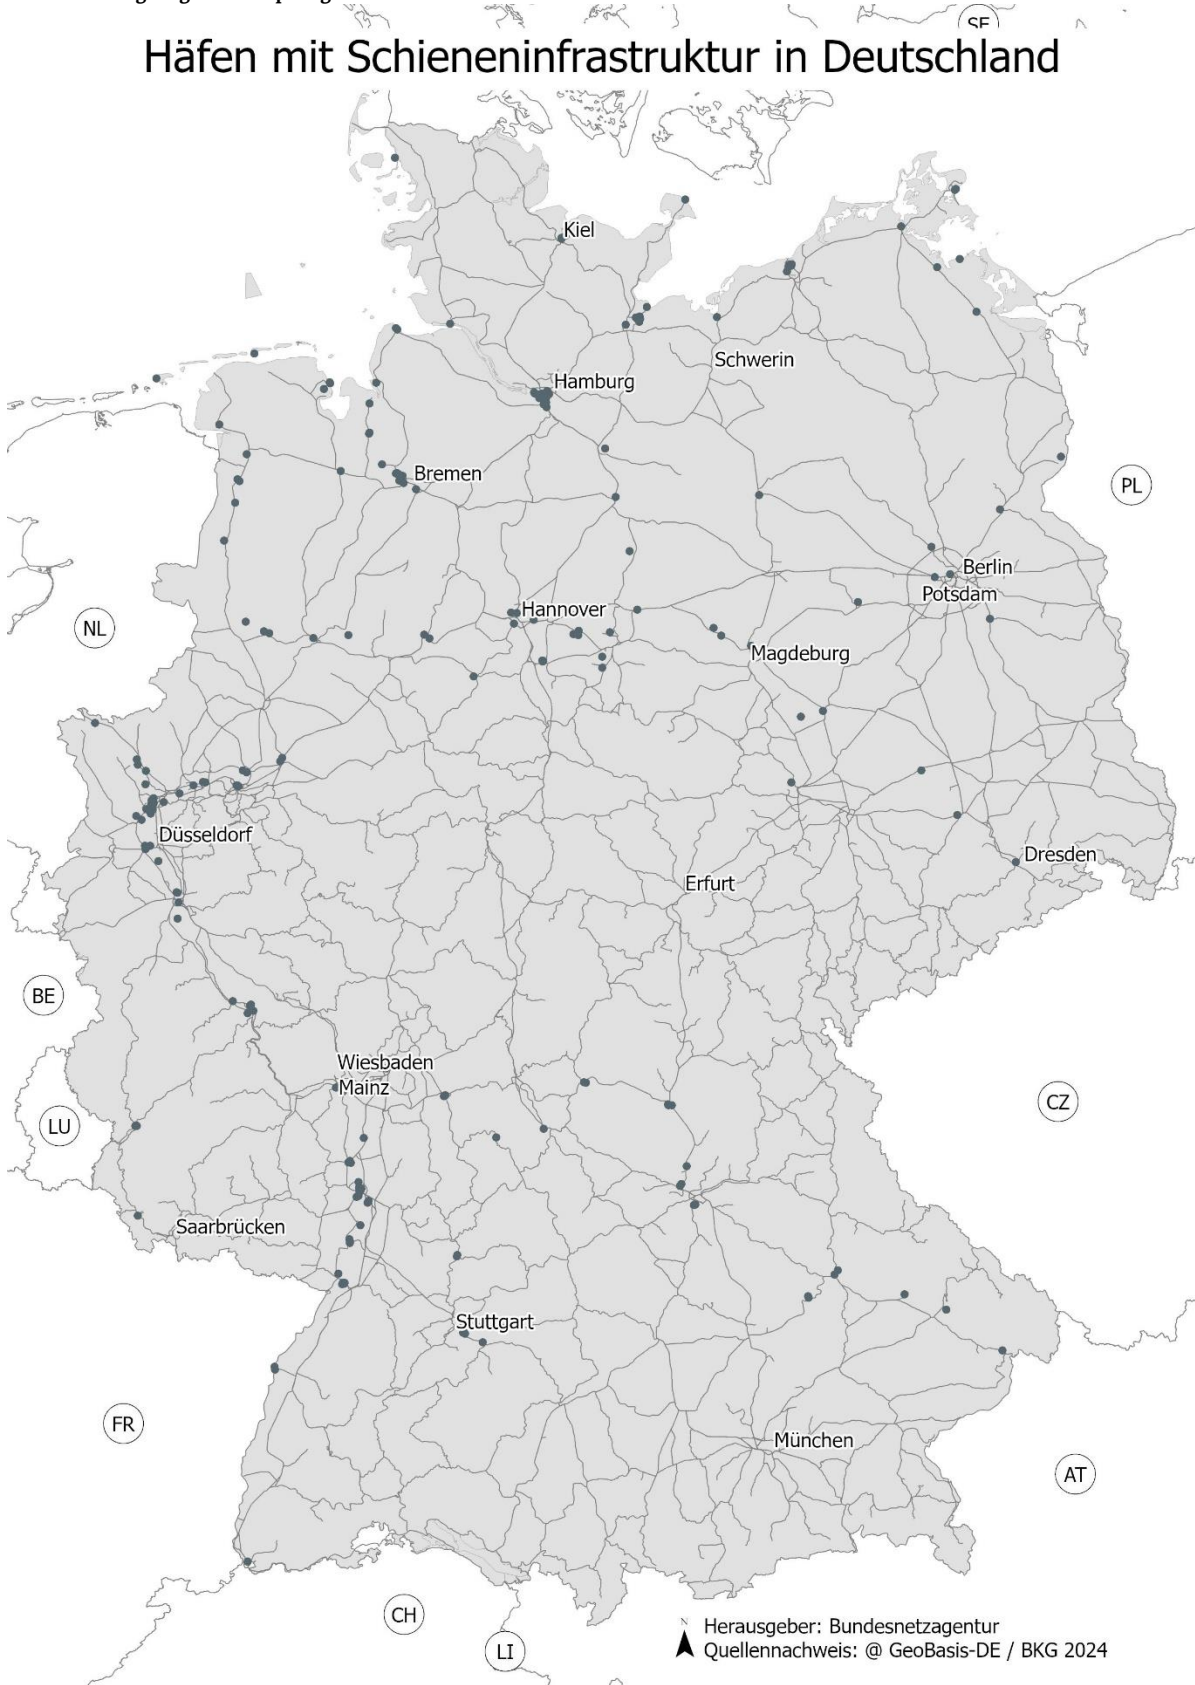 SE
Häfen mit Schieneninfrastruktur in Deutschland
Kiel
Schwerin
Hamburg
Bremen
PL
Berlin
Potsdam
Hannover
NL
Magdeburg
Düsseldorf
Dresden
Erfurt
BE
Wiesbaden
Mainz
CZ
LU
Saarbrücken
Stuttgart
FR
München
AT
CH
N
Herausgeber: Bundesnetzagentur
LI
Quellennachweis: @ GeoBasis-DE / BKG 2024